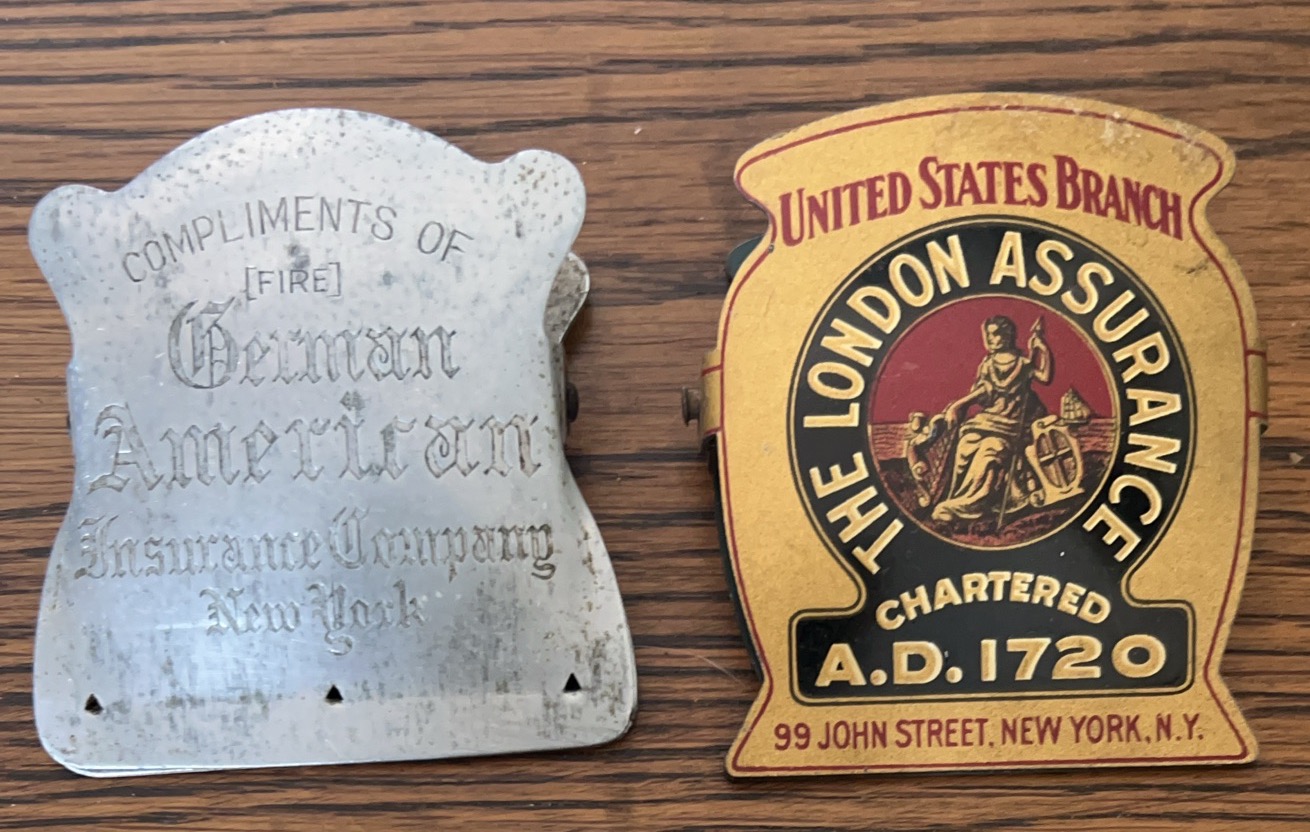 COMPLIMENTS OF
[FIRE]
German
American
Insurance Company
New York
UNITED STATES BRANCH
THE LONDON ASSURANCE
CHARTERED
A.D. 1720
99 JOHN STREET, NEW YORK, N.Y.